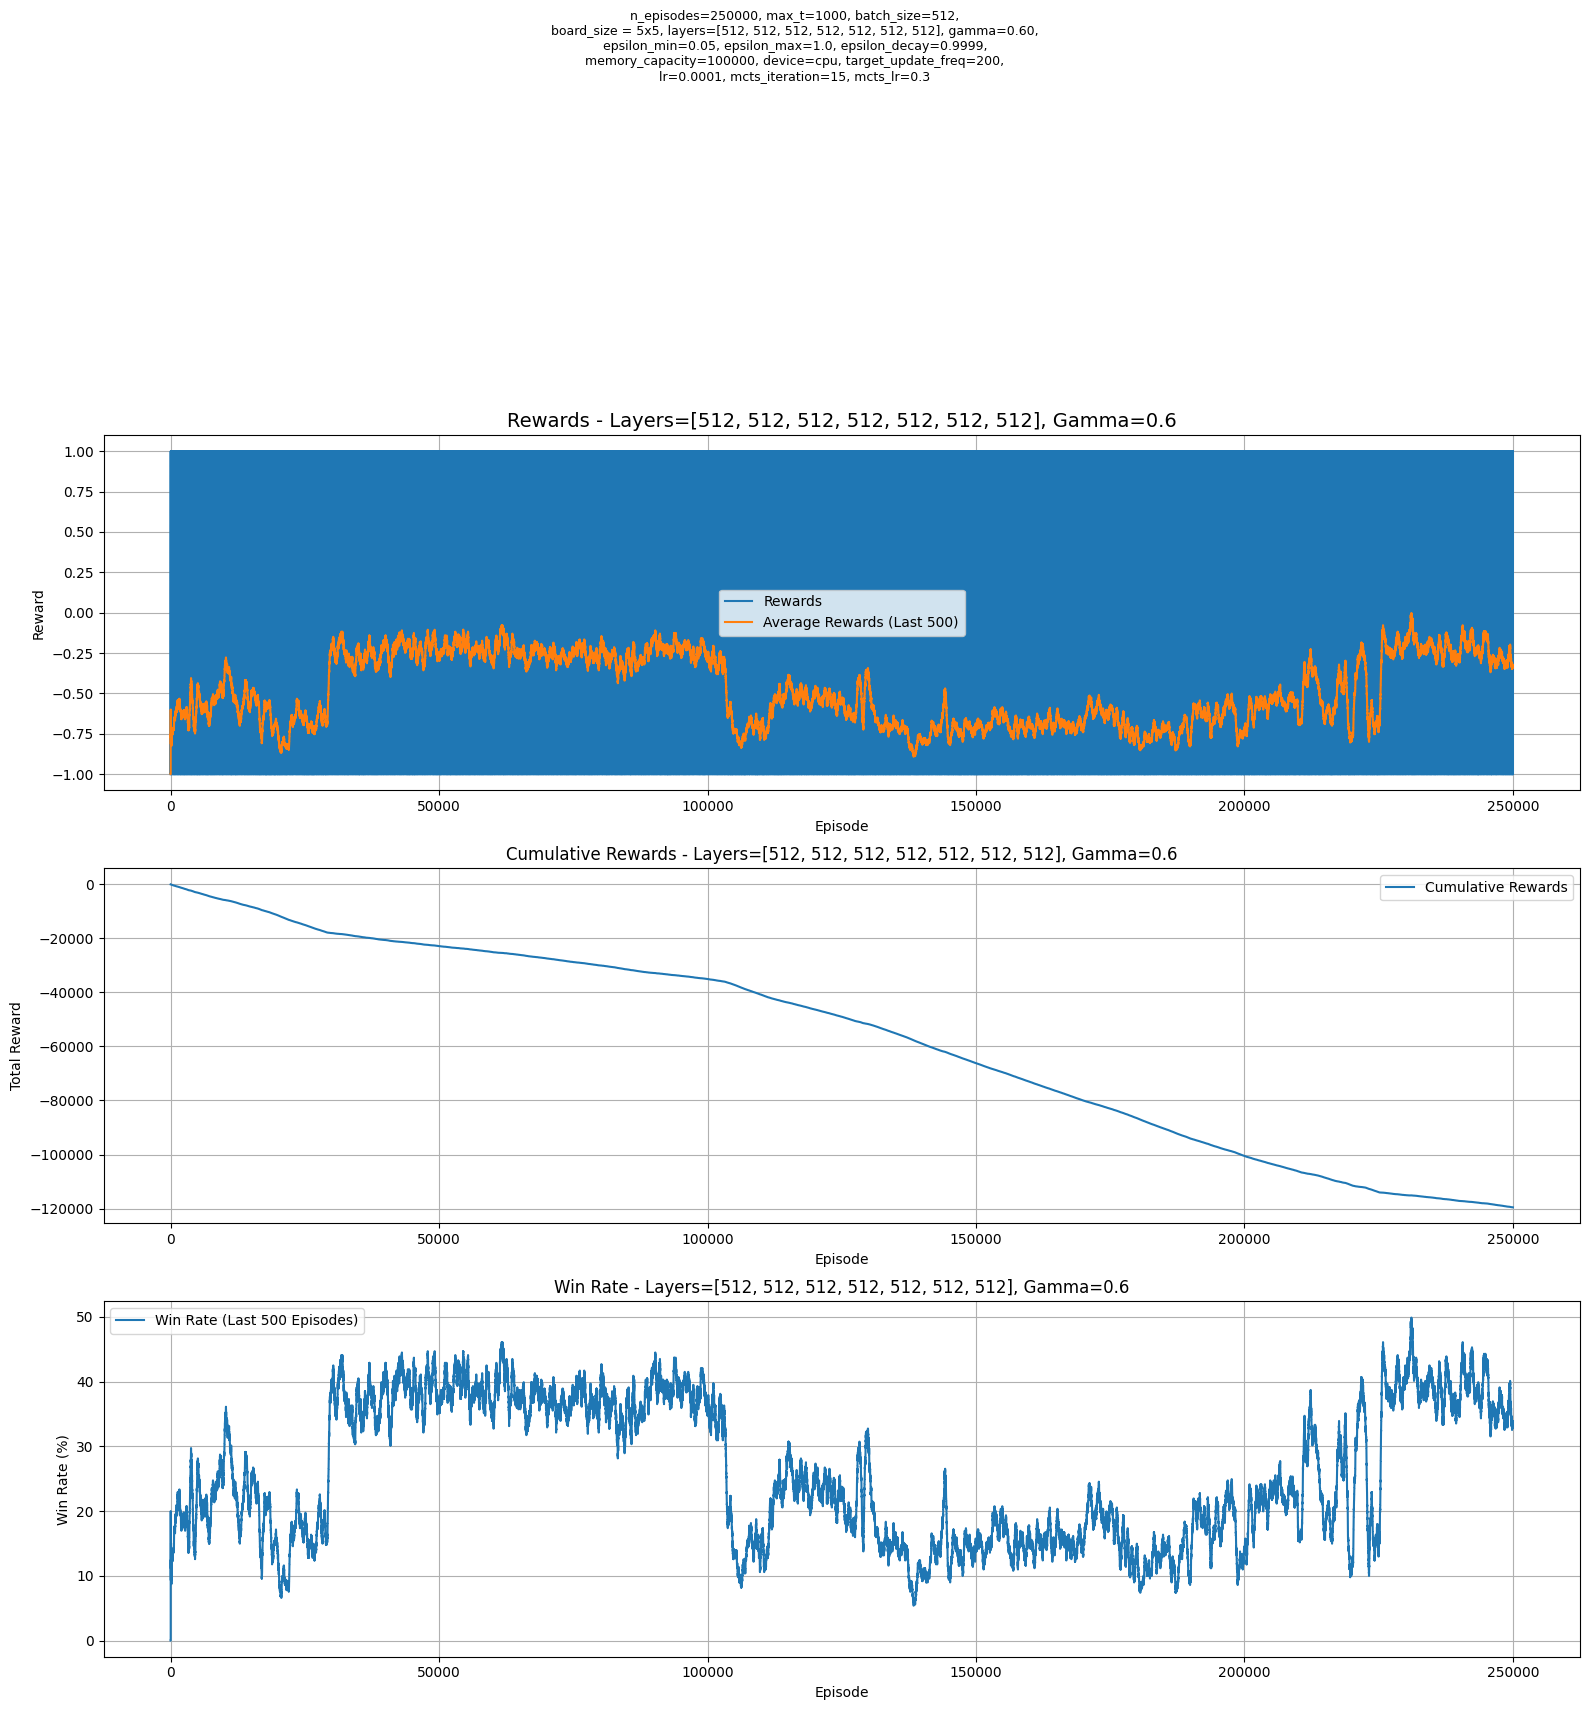 n_episodes=250000, max_t=1000, batch_size=512,
board_size = 5x5, layers=[512, 512, 512, 512, 512, 512, 512], gamma=0.60,
epsilon_min=0.05, epsilon_max=1.0, epsilon_decay=0.9999,
memory_capacity=100000, device=cpu, target_update_freq=200,
lr=0.0001, mcts_iteration=15, mcts_lr=0.3
Rewards - Layers=[512, 512, 512, 512, 512, 512, 512], Gamma=0.6
1.00
0.75
0.50
0.25
0.00
−0.25
−0.50
−0.75
−1.00
Reward
Rewards
Average Rewards (Last 500)
0 50000 100000 150000 200000 250000
Episode
Cumulative Rewards - Layers=[512, 512, 512, 512, 512, 512, 512], Gamma=0.6
0
−20000
−40000
−60000
−80000
−100000
−120000
Total Reward
Cumulative Rewards
0 50000 100000 150000 200000 250000
Episode
Win Rate - Layers=[512, 512, 512, 512, 512, 512, 512], Gamma=0.6
50
40
30
20
10
0
Win Rate (%)
Win Rate (Last 500 Episodes)
0 50000 100000 150000 200000 250000
Episode